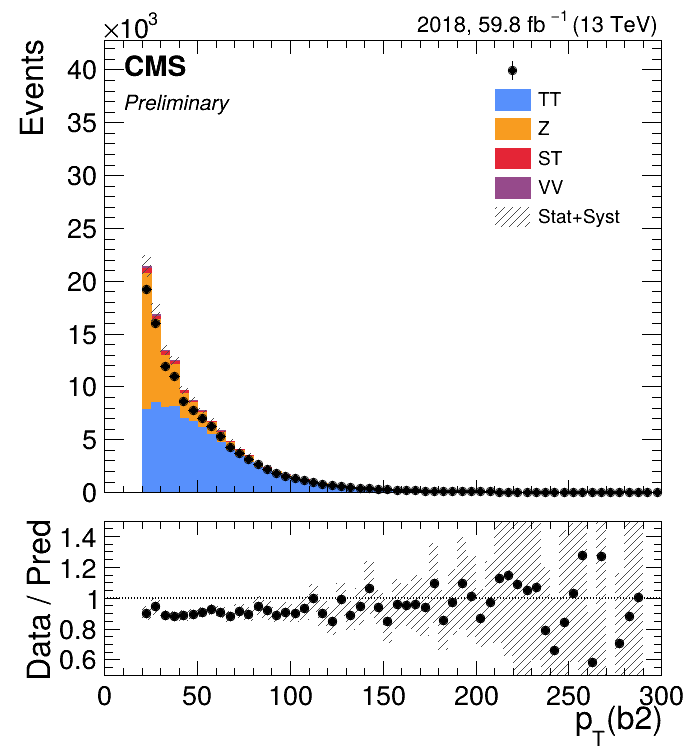 ×10³
2018, 59.8 fb⁻¹ (13 TeV)
CMS
Preliminary
Events
40
35
30
25
20
15
10
5
0
TT
Z
ST
VV
Stat+Syst
Data / Pred
1.4
1.2
1
0.8
0.6
0 50 100 150 200 250 300
p_T(b2)